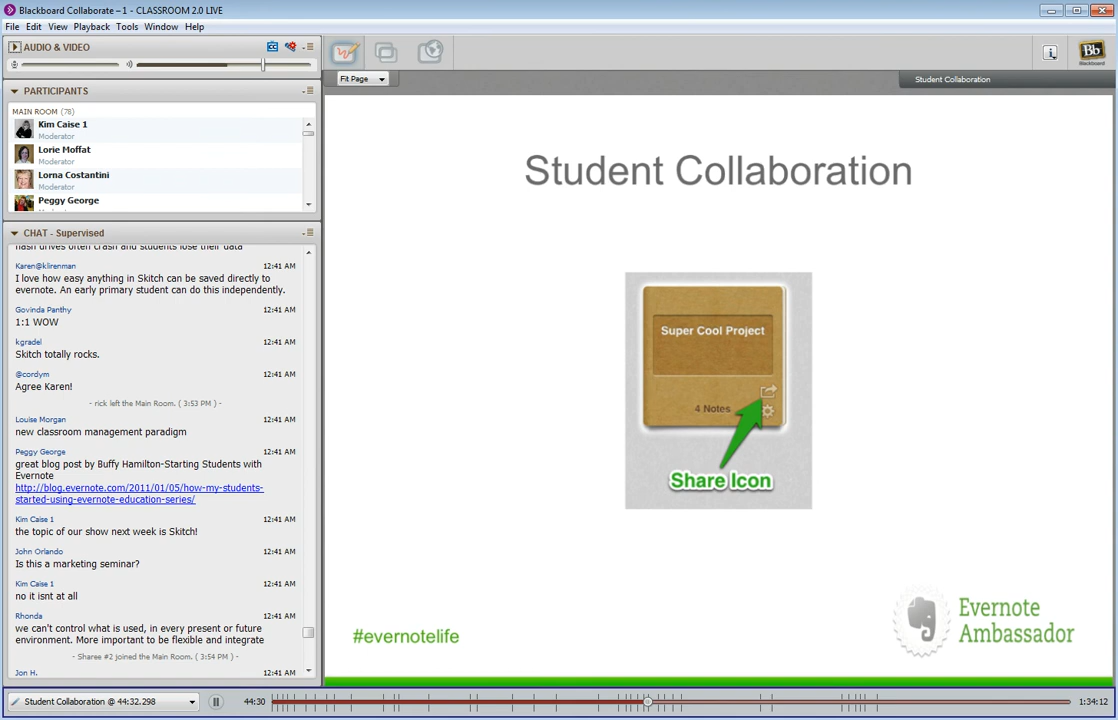 Blackboard Collaborate – 1 - CLASSROOM 2.0 LIVE
File Edit View Playback Tools Window Help
AUDIO & VIDEO
PARTICIPANTS
MAIN ROOM (78)
Kim Caise 1
Moderator
Lorie Moffat
Moderator
Lorna Costantini
Moderator
Peggy George
CHAT - Supervised
flash drives often crash and students lose their data
Karen@klirenman 12:41 AM
I love how easy anything in Skitch can be saved directly to
evernote. An early primary student can do this independently.
Govinda Panthy 12:41 AM
1:1 WOW
kgradel 12:41 AM
Skitch totally rocks.
@cordym 12:41 AM
Agree Karen!
- rick left the Main Room. ( 3:53 PM ) -
Louise Morgan 12:41 AM
new classroom management paradigm
Peggy George 12:41 AM
great blog post by Buffy Hamilton-Starting Students with
Evernote
http://blog.evernote.com/2011/01/05/how-my-students-
started-using-evernote-education-series/
Kim Caise 1 12:41 AM
the topic of our show next week is Skitch!
John Orlando 12:41 AM
Is this a marketing seminar?
Kim Caise 1 12:41 AM
no it isnt at all
Rhonda 12:41 AM
we can't control what is used, in every present or future
environment. More important to be flexible and integrate
- Sharee #2 joined the Main Room. ( 3:54 PM ) -
Jon H. 12:41 AM
Fit Page
Bb
Blackboard
Student Collaboration
Student Collaboration
Super Cool Project
4 Notes
Share Icon
#evernotelife
Evernote
Ambassador
Student Collaboration @ 44:32.298
44:30
1:34:12